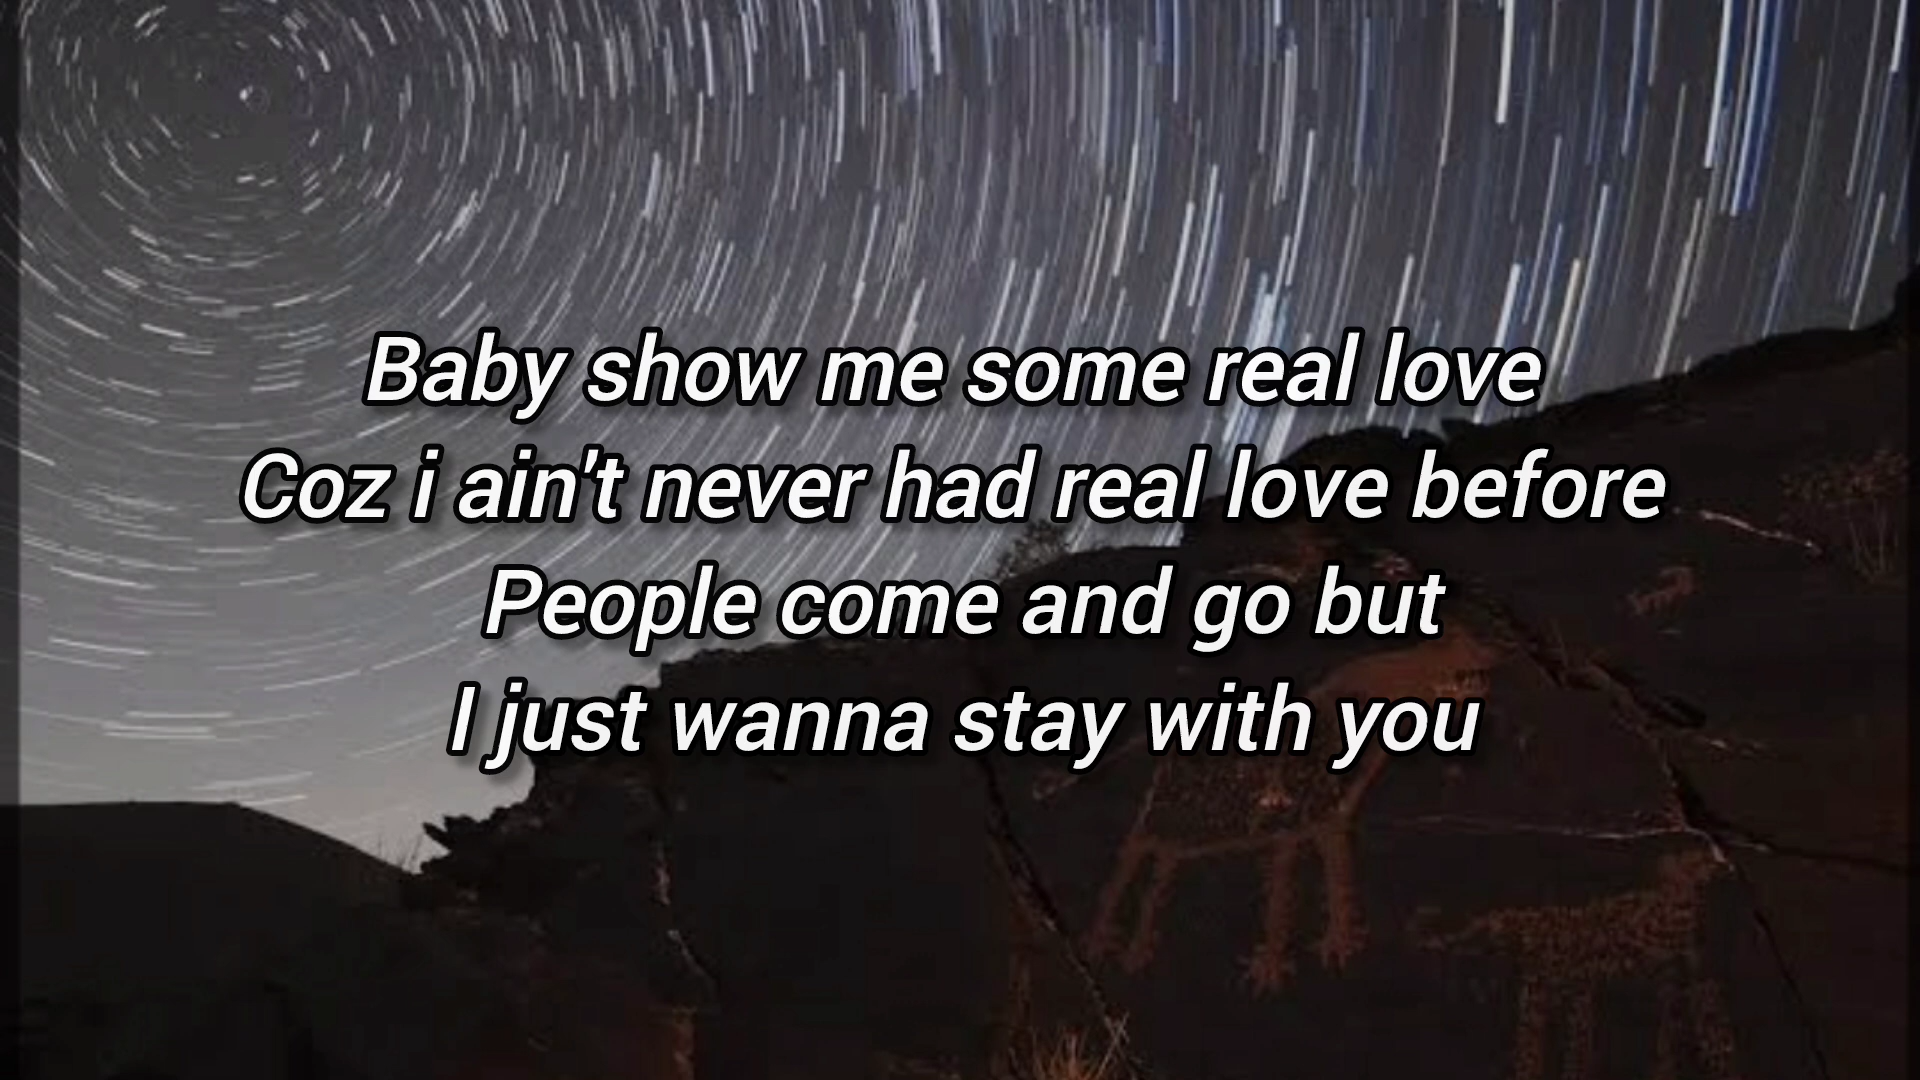 Baby show me some real love
Coz i ain't never had real love before
People come and go but
I just wanna stay with you